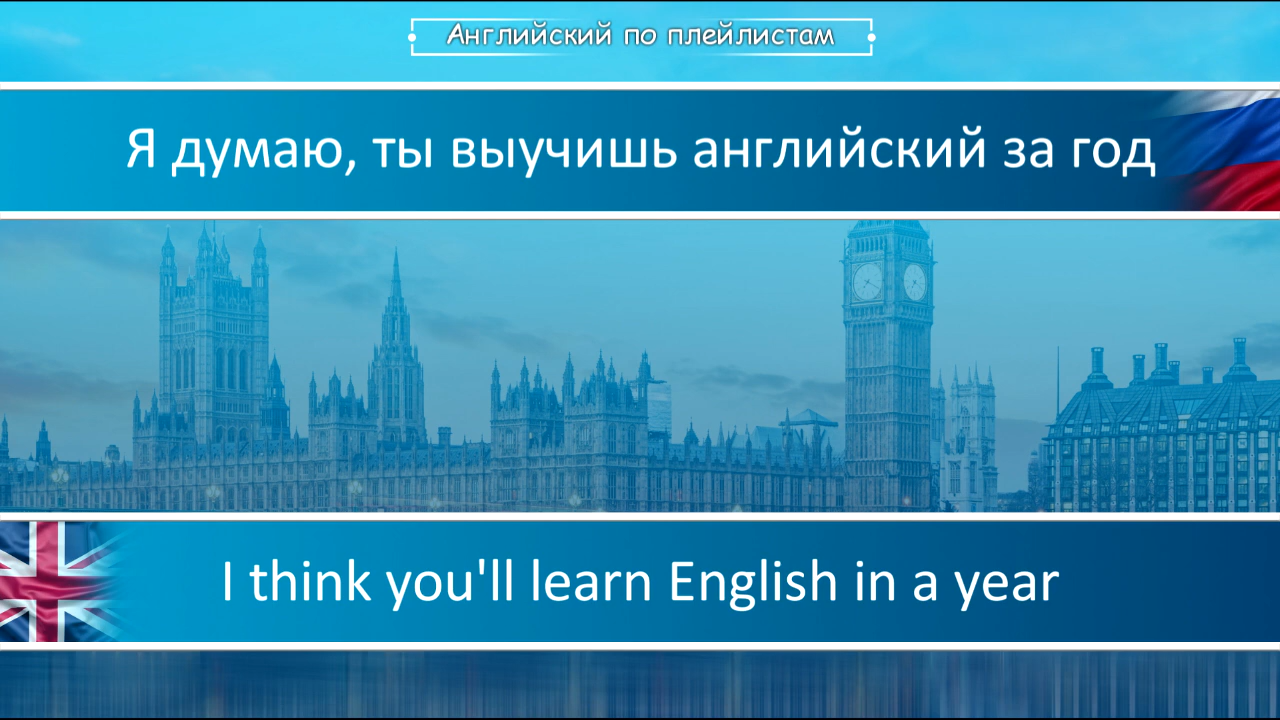 Английский по плейлистам
Я думаю, ты выучишь английский за год
I think you'll learn English in a year